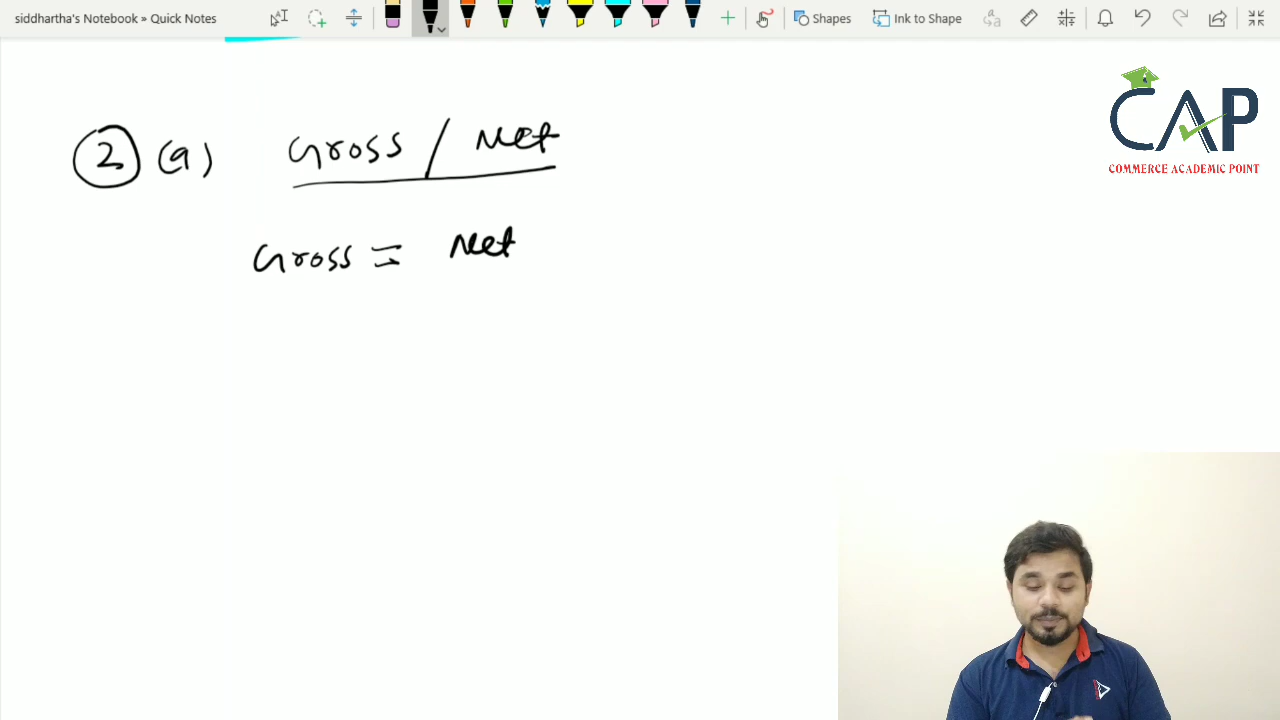 siddhartha's Notebook » Quick Notes
Shapes
Ink to Shape
CAP
COMMERCE ACADEMIC POINT
2 (a) Gross / Net
Gross = Net